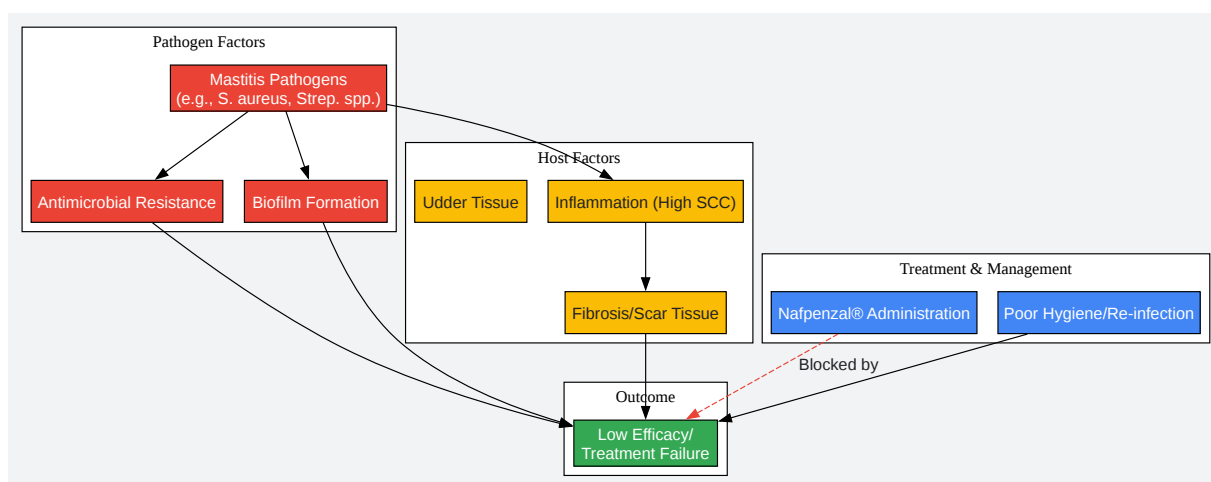 Pathogen Factors
Mastitis Pathogens
(e.g., S. aureus, Strep. spp.)
Antimicrobial Resistance
Biofilm Formation
Host Factors
Udder Tissue
Inflammation (High SCC)
Fibrosis/Scar Tissue
Treatment & Management
Nafpenzal® Administration
Poor Hygiene/Re-infection
Blocked by
Outcome
Low Efficacy/
Treatment Failure